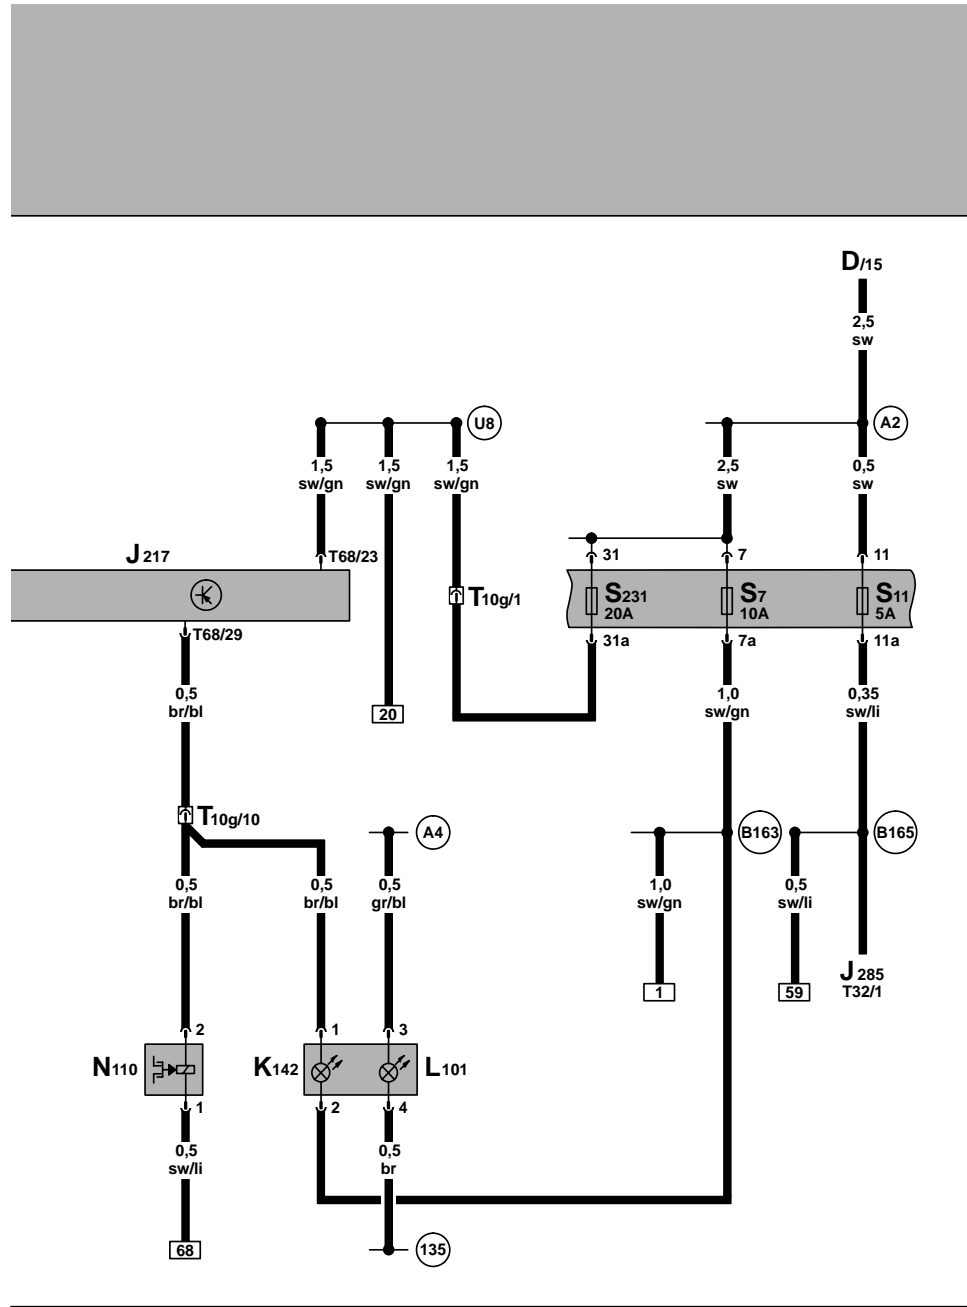 D/15
2,5
sw
U8
A2
1,5
sw/gn
1,5
sw/gn
1,5
sw/gn
2,5
sw
0,5
sw
J 217
T68/23
31
7
11
T10g/1
S231
20A
S7
10A
S11
5A
T68/29
31a
7a
11a
0,5
br/bl
20
1,0
sw/gn
0,35
sw/li
T10g/10
A4
B163
B165
0,5
br/bl
0,5
br/bl
0,5
gr/bl
1,0
sw/gn
0,5
sw/li
J 285
T32/1
1
59
2
1
3
N110
K142
L101
1
2
4
0,5
sw/li
0,5
br
68
135